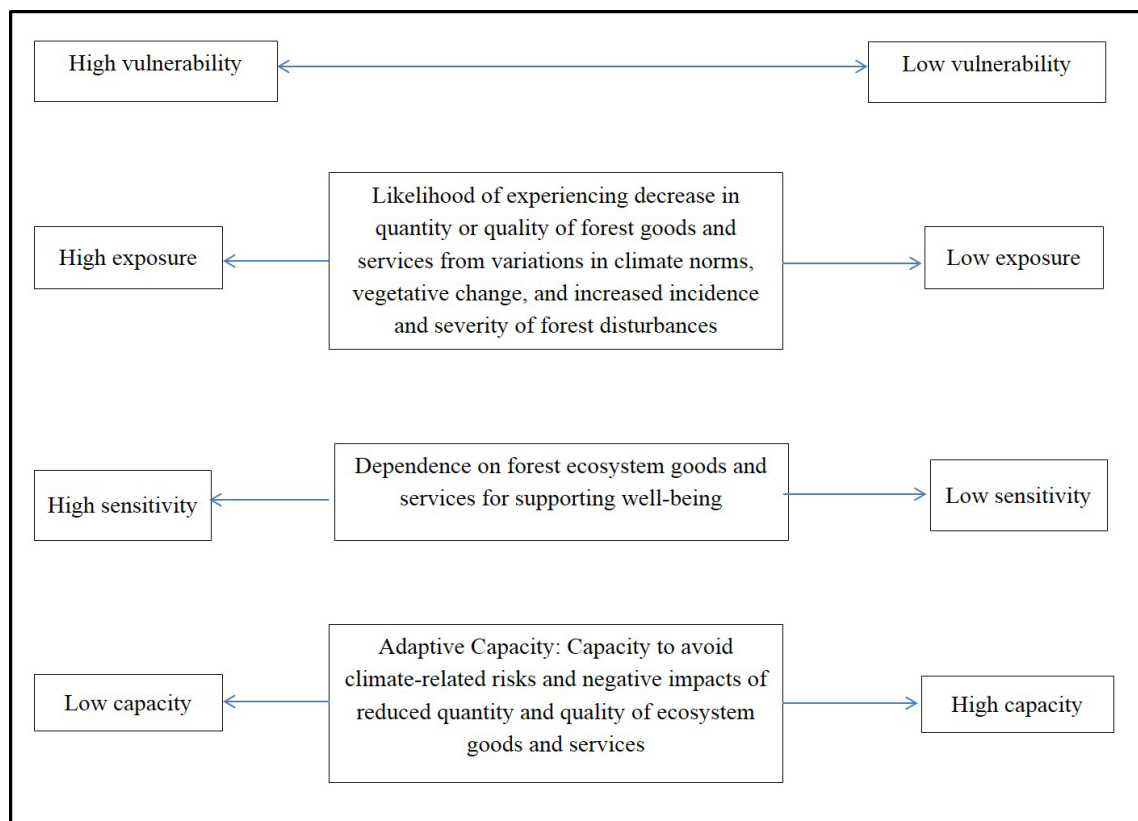 High vulnerability
Low vulnerability
Likelihood of experiencing decrease in
quantity or quality of forest goods and
services from variations in climate norms,
vegetative change, and increased incidence
and severity of forest disturbances
High exposure
Low exposure
Dependence on forest ecosystem goods and
services for supporting well-being
High sensitivity
Low sensitivity
Adaptive Capacity: Capacity to avoid
climate-related risks and negative impacts of
reduced quantity and quality of ecosystem
goods and services
Low capacity
High capacity